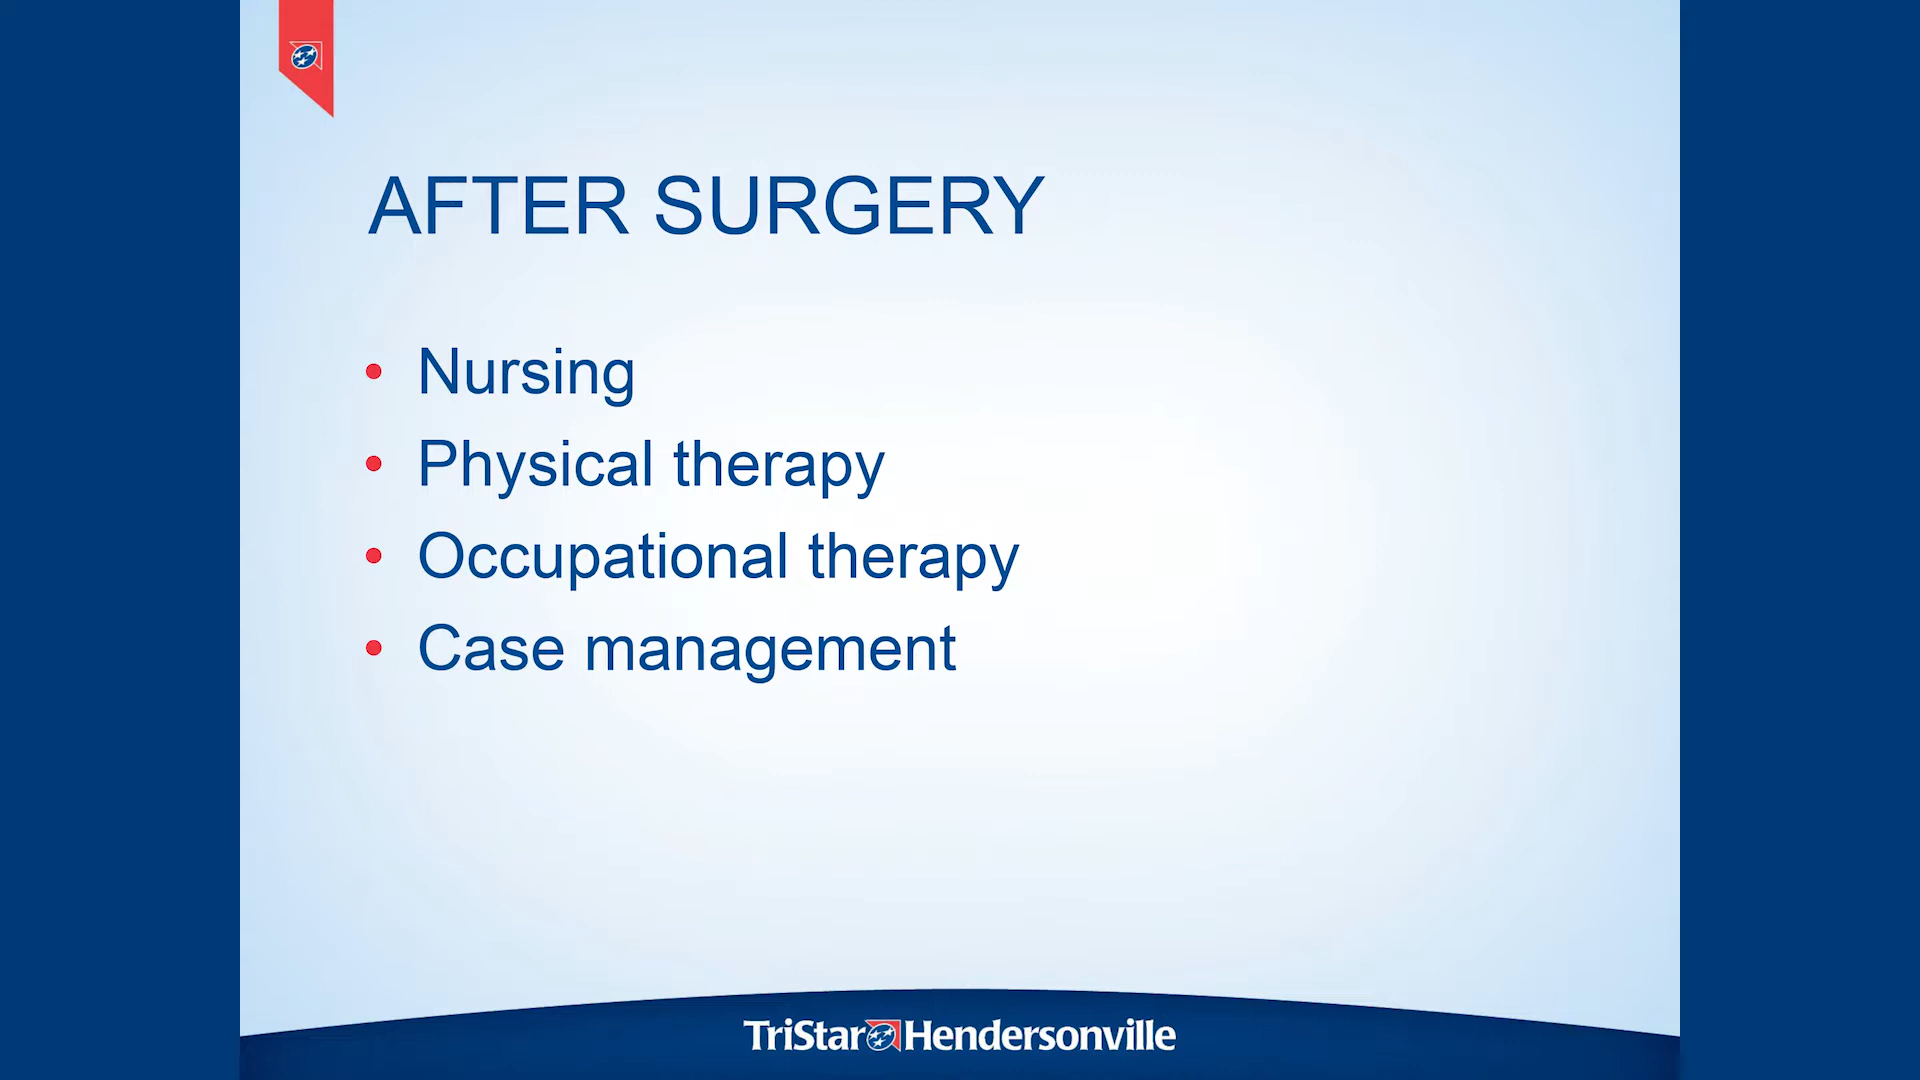 AFTER SURGERY
• Nursing
• Physical therapy
• Occupational therapy
• Case management
TriStar Hendersonville